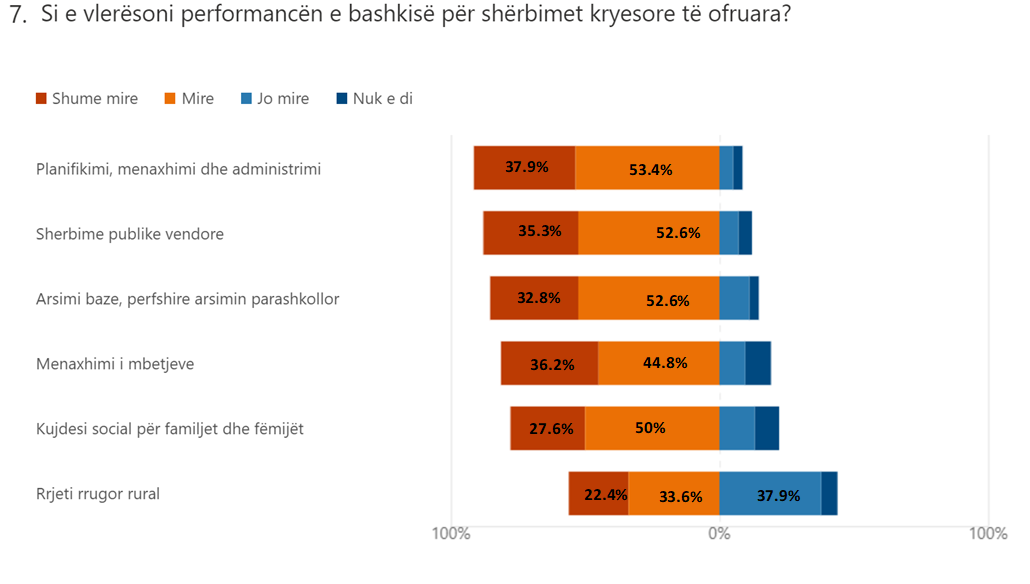 7. Si e vlerësoni performancën e bashkisë për shërbimet kryesore të ofruara?
Shume mire Mire Jo mire Nuk e di
Planifikimi, menaxhimi dhe administrimi 37.9% 53.4%
Sherbime publike vendore 35.3% 52.6%
Arsimi baze, perfshire arsimin parashkollor 32.8% 52.6%
Menaxhimi i mbetjeve 36.2% 44.8%
Kujdesi social për familjet dhe fëmijët 27.6% 50%
Rrjeti rrugor rural 22.4% 33.6% 37.9%
100% 0% 100%